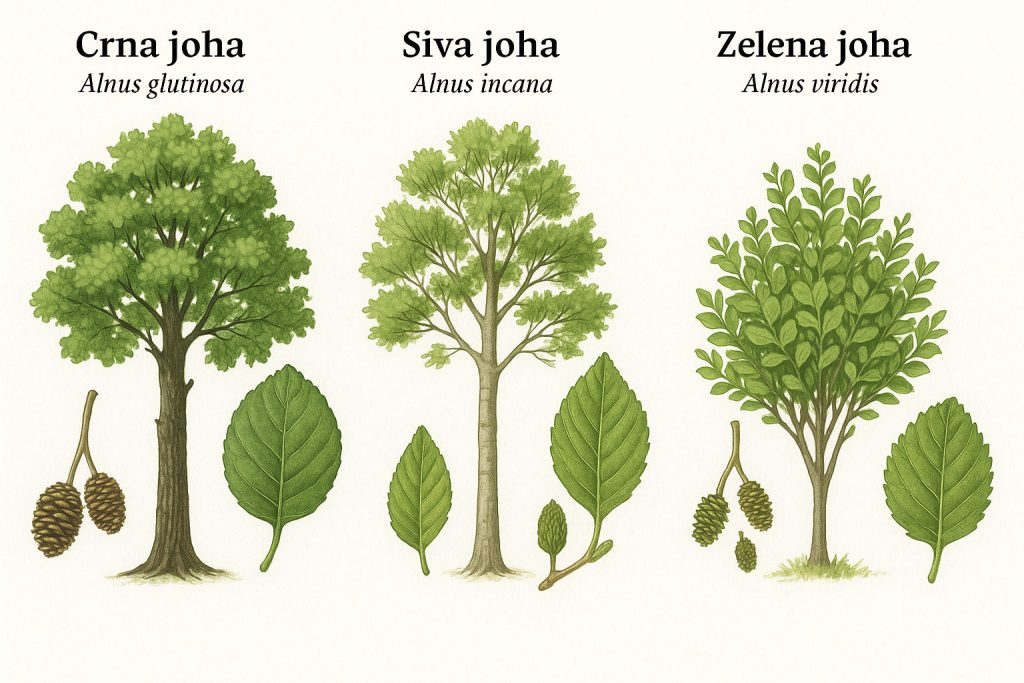 Crna joha
Alnus glutinosa
Siva joha
Alnus incana
Zelena joha
Alnus viridis